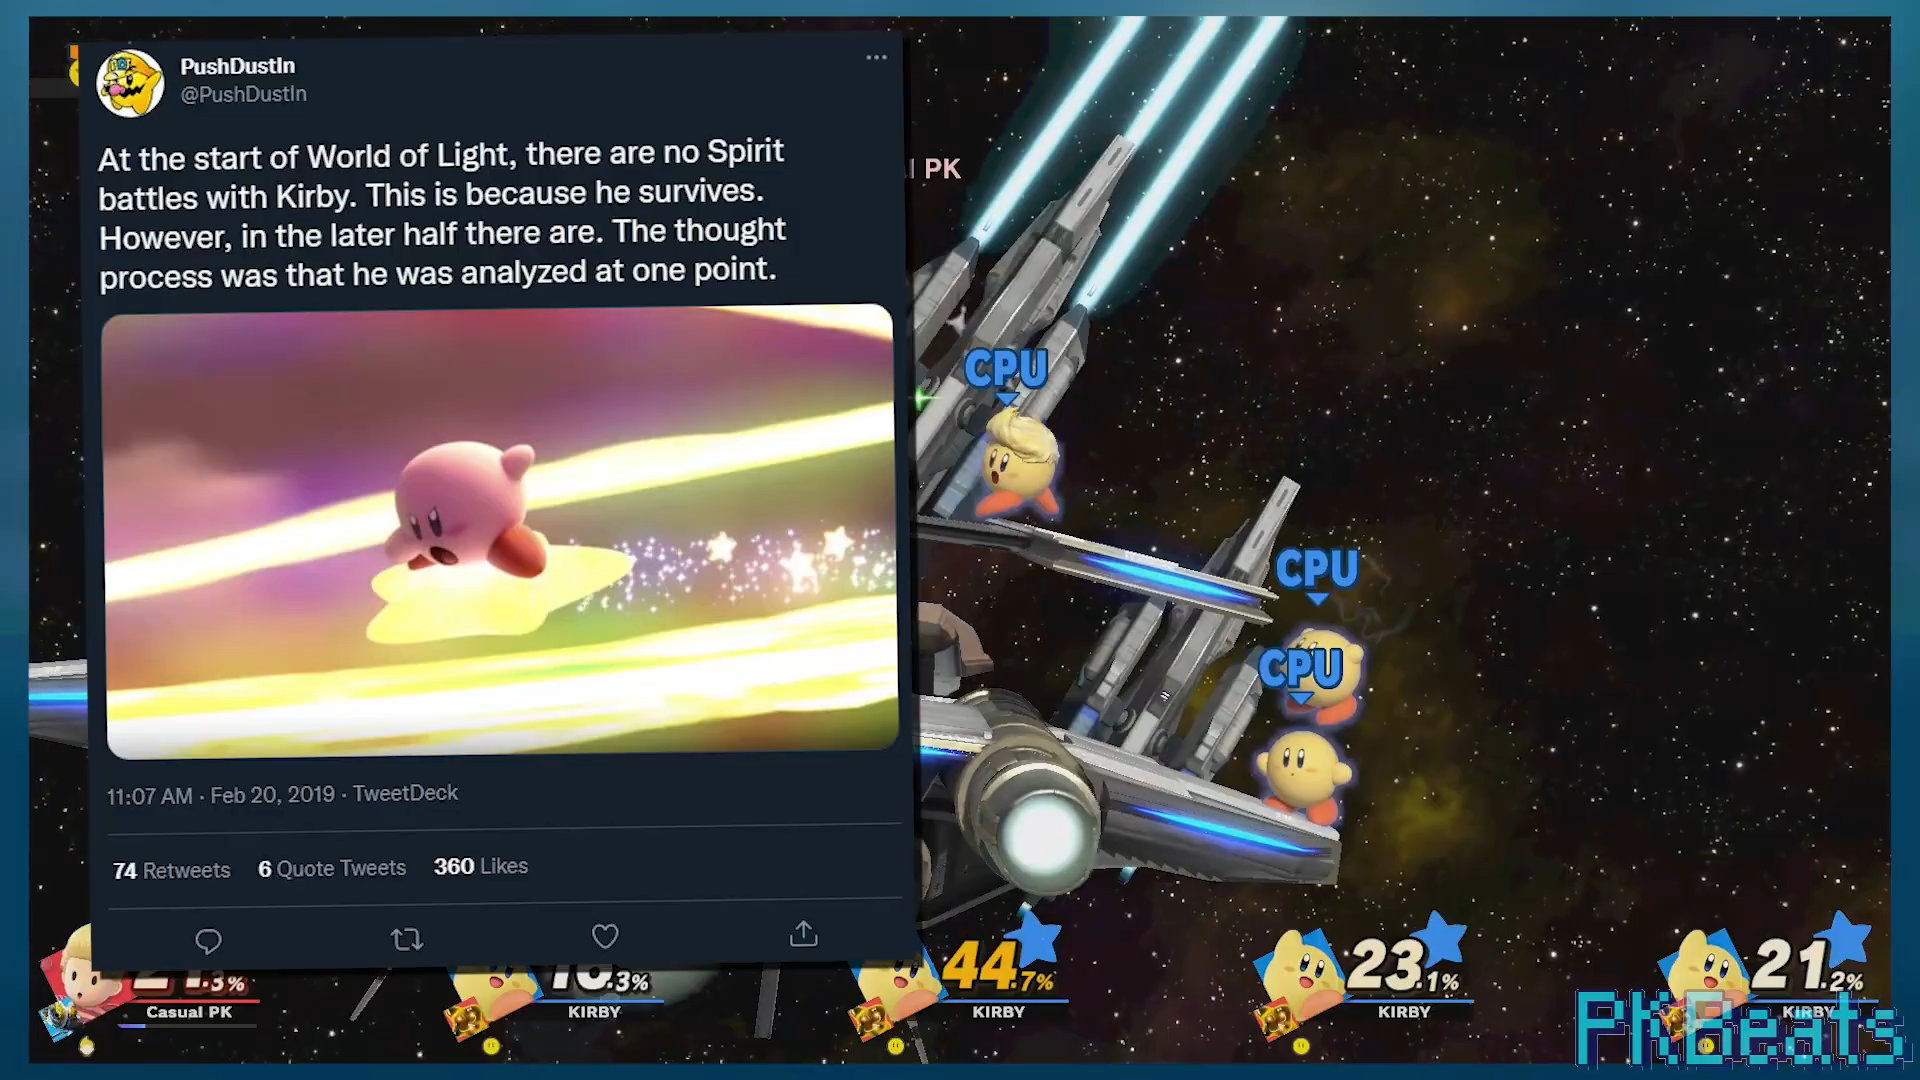 PushDustIn
@PushDustIn
At the start of World of Light, there are no Spirit
battles with Kirby. This is because he survives.
However, in the later half there are. The thought
process was that he was analyzed at one point.
11:07 AM · Feb 20, 2019 · TweetDeck
74 Retweets 6 Quote Tweets 360 Likes
PK
CPU
CPU
CPU
.3%
Casual PK
.3%
KIRBY
44.7%
KIRBY
23.1%
KIRBY
21.2%
KIRBY
PKBeats